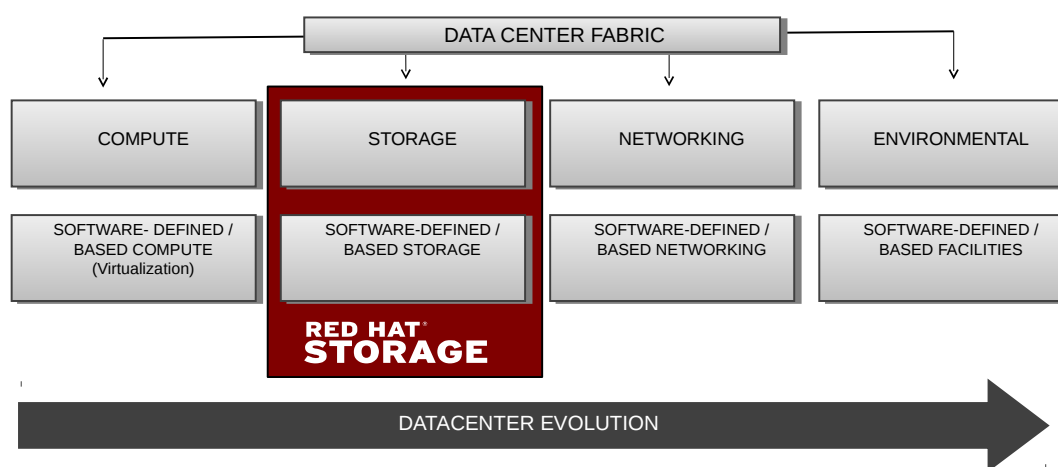 DATA CENTER FABRIC
COMPUTE
STORAGE
NETWORKING
ENVIRONMENTAL
SOFTWARE- DEFINED /
BASED COMPUTE
(Virtualization)
SOFTWARE-DEFINED /
BASED STORAGE
SOFTWARE-DEFINED /
BASED NETWORKING
SOFTWARE-DEFINED /
BASED FACILITIES
RED HAT®
STORAGE
DATACENTER EVOLUTION